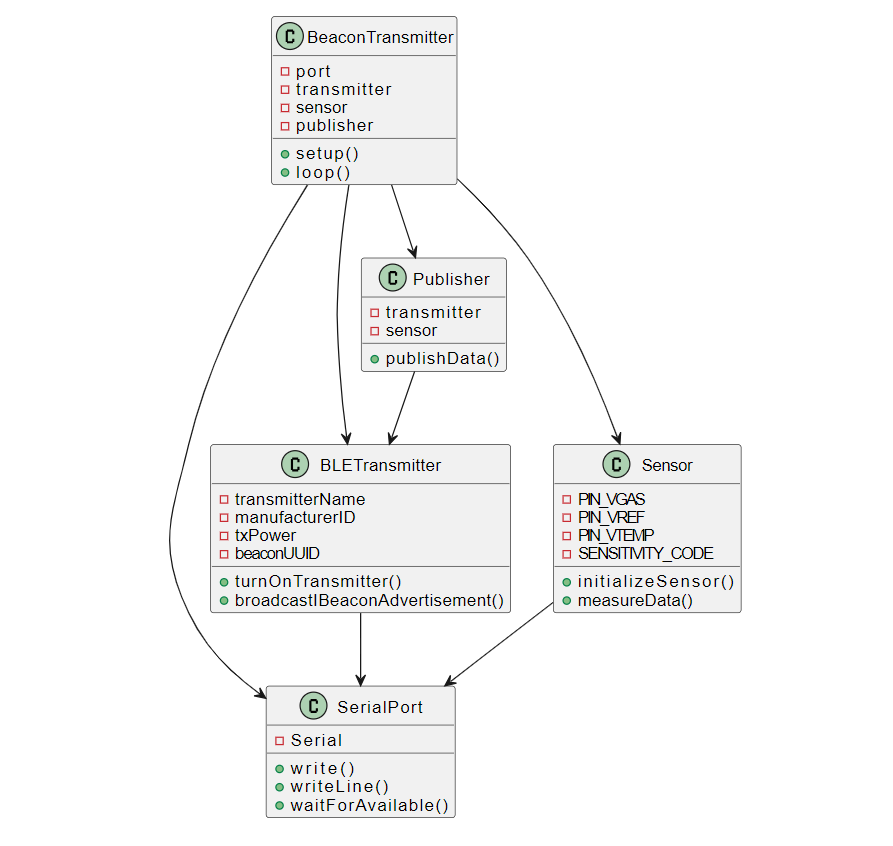 C BeaconTransmitter
port
transmitter
sensor
publisher
setup()
loop()
C Publisher
transmitter
sensor
publishData()
C BLETransmitter
transmitterName
manufacturerID
txPower
beaconUUID
turnOnTransmitter()
broadcastIBeaconAdvertisement()
C Sensor
PIN_VGAS
PIN_VREF
PIN_VTEMP
SENSITIVITY_CODE
initializeSensor()
measureData()
C SerialPort
Serial
write()
writeLine()
waitForAvailable()